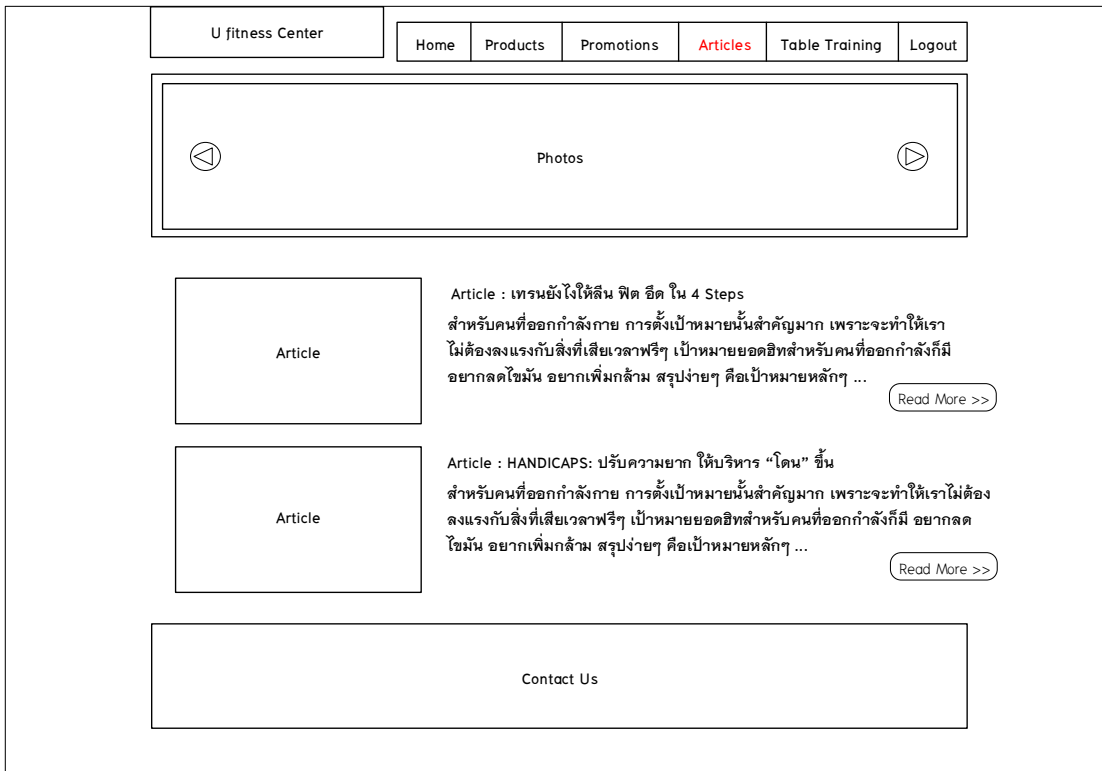 U fitness Center
Home Products Promotions Articles Table Training Logout
Photos
Article
Article : เทรนยังไงให้ลีน ฟิต อึด ใน 4 Steps
สำหรับคนที่ออกกำลังกาย การตั้งเป้าหมายนั้นสำคัญมาก เพราะจะทำให้เรา
ไม่ต้องลงแรงกับสิ่งที่เสียเวลาฟรีๆ เป้าหมายยอดฮิทสำหรับคนที่ออกกำลังก็มี
อยากลดไขมัน อยากเพิ่มกล้าม สรุปง่ายๆ คือเป้าหมายหลักๆ ...
Read More >>
Article
Article : HANDICAPS: ปรับความยาก ให้บริหาร “โดน” ขึ้น
สำหรับคนที่ออกกำลังกาย การตั้งเป้าหมายนั้นสำคัญมาก เพราะจะทำให้เราไม่ต้อง
ลงแรงกับสิ่งที่เสียเวลาฟรีๆ เป้าหมายยอดฮิทสำหรับคนที่ออกกำลังก็มี อยากลด
ไขมัน อยากเพิ่มกล้าม สรุปง่ายๆ คือเป้าหมายหลักๆ ...
Read More >>
Contact Us